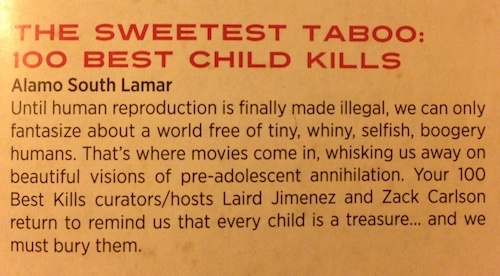 THE SWEETEST TABOO:
100 BEST CHILD KILLS
Alamo South Lamar
Until human reproduction is finally made illegal, we can only
fantasize about a world free of tiny, whiny, selfish, boogery
humans. That's where movies come in, whisking us away on
beautiful visions of pre-adolescent annihilation. Your 100
Best Kills curators/hosts Laird Jimenez and Zack Carlson
return to remind us that every child is a treasure... and we
must bury them.